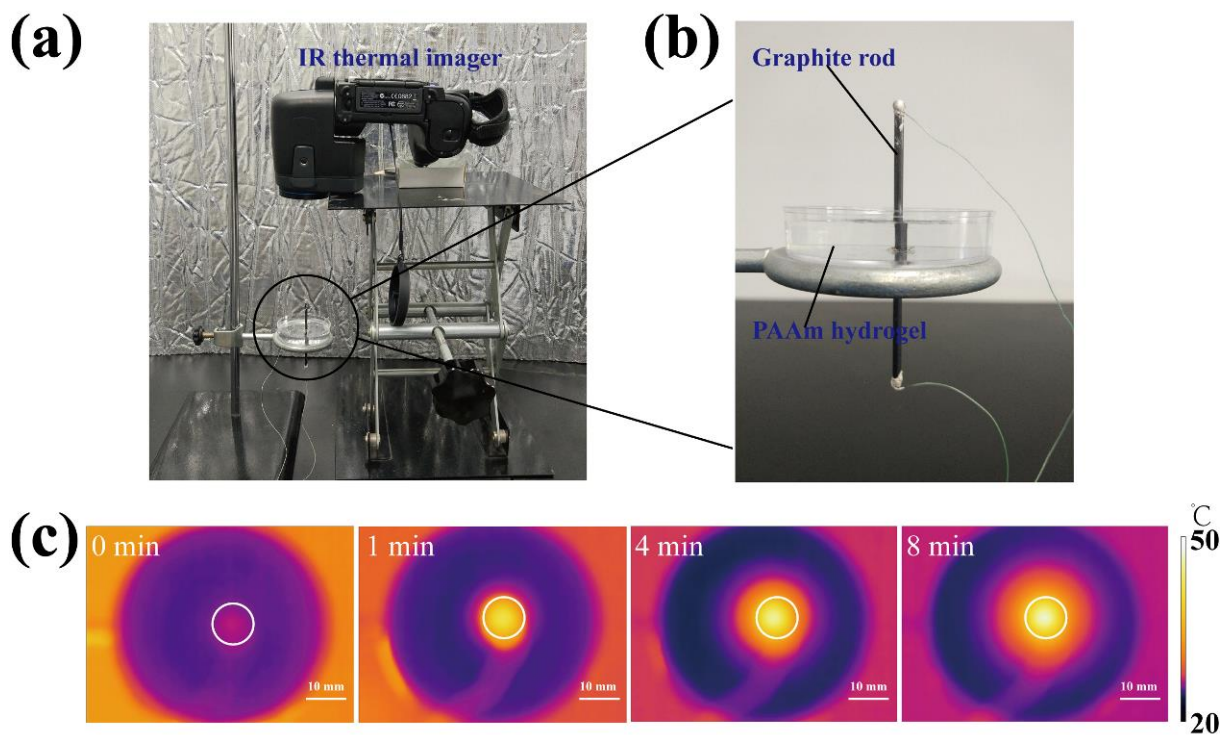 (a)
IR thermal imager
(b)
Graphite rod
PAAm hydrogel
(c)
0 min
10 mm
1 min
10 mm
4 min
10 mm
8 min
10 mm
℃
50
20